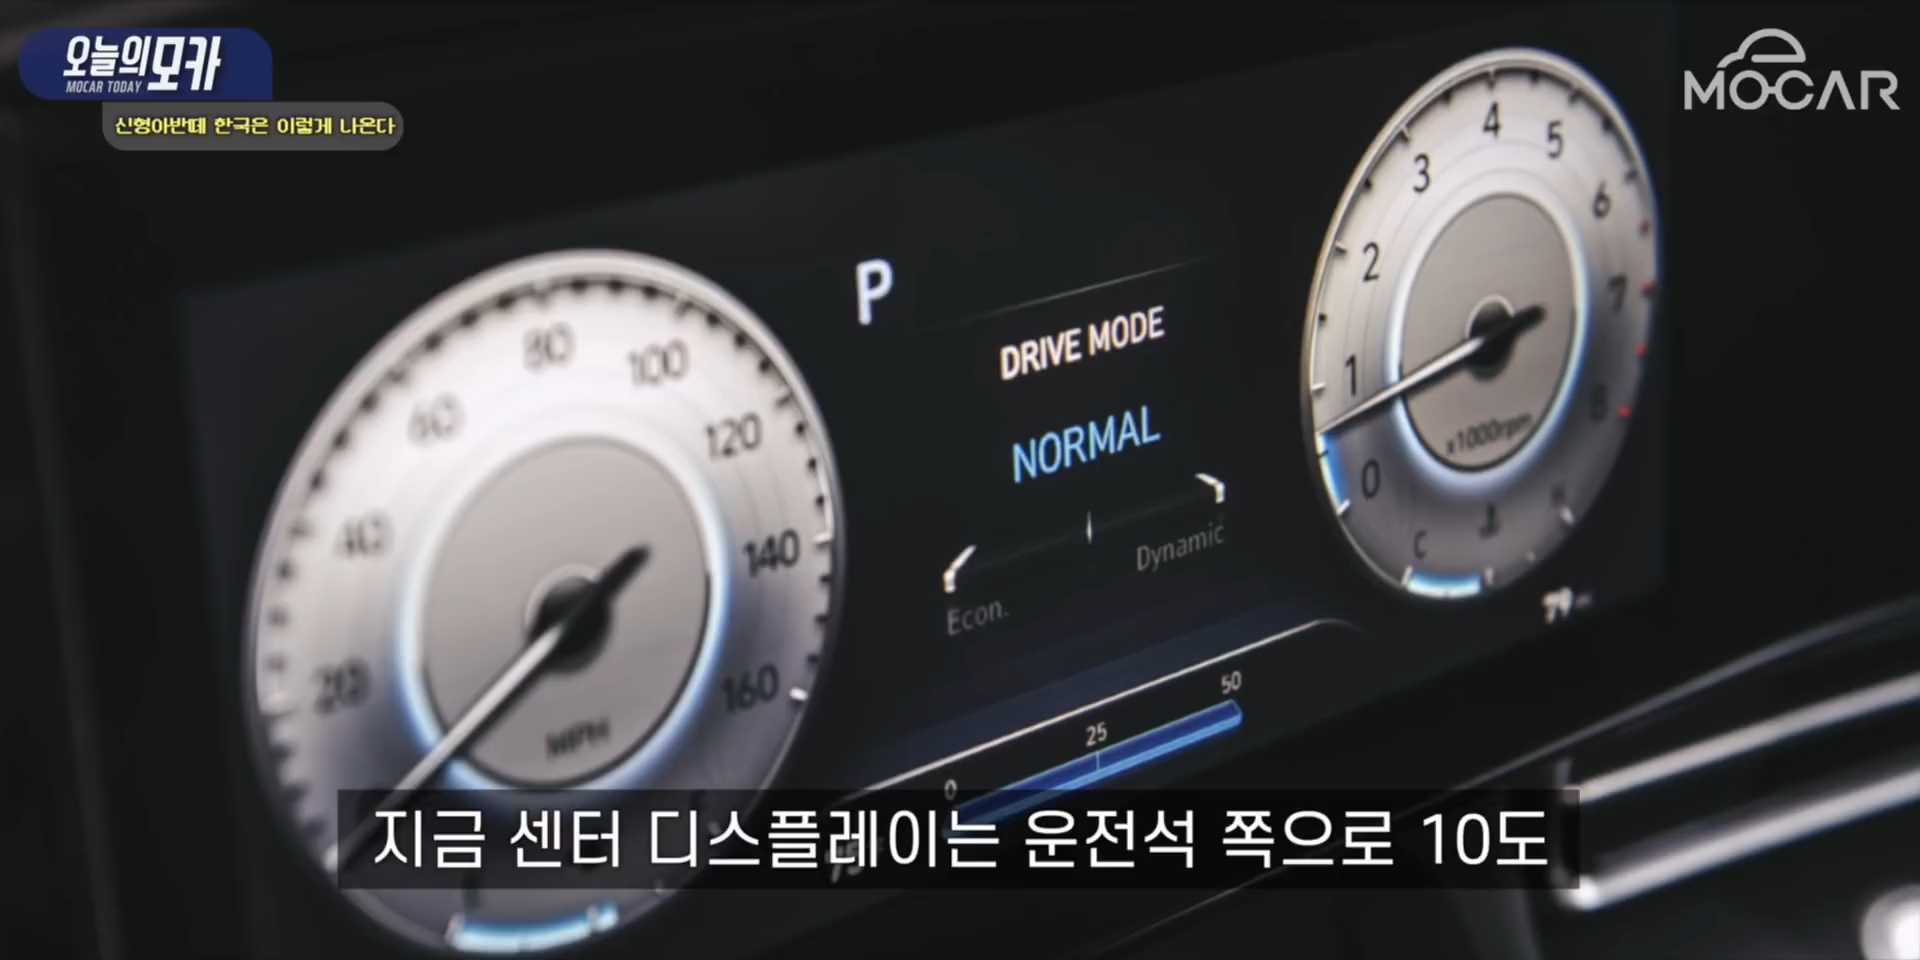 오늘의모카
MOCAR TODAY
신형아반떼 한국은 이렇게 나온다
MOCAR
P
DRIVE MODE
NORMAL
Econ.
Dynamic
0 25 50
20 40 60 80 100 120 140 160
MPH
0 1 2 3 4 5 6 7 8
x1000rpm
C H
79
지금 센터 디스플레이는 운전석 쪽으로 10도